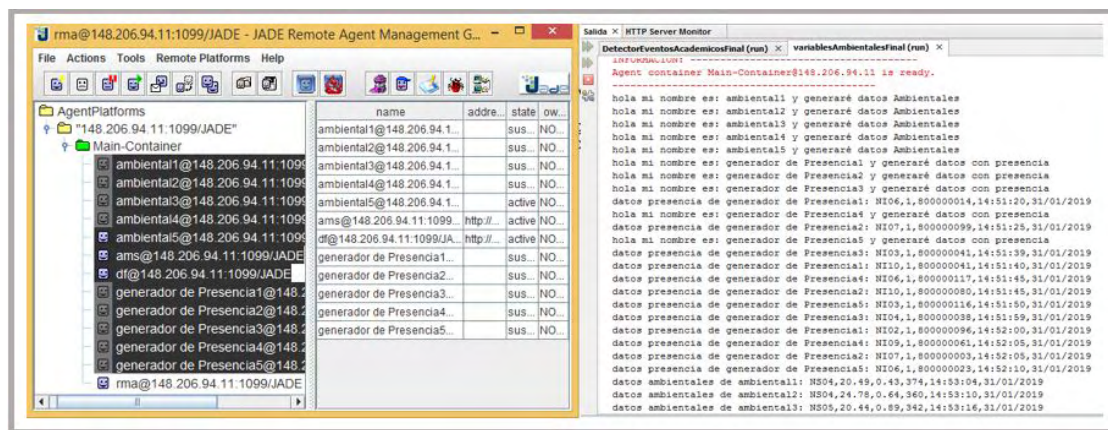 rma@148.206.94.11:1099/JADE - JADE Remote Agent Management G...
File Actions Tools Remote Platforms Help
Jade
AgentPlatforms
"148.206.94.11:1099/JADE"
Main-Container
ambiental1@148.206.94.11:1099
ambiental2@148.206.94.11:1099
ambiental3@148.206.94.11:1099
ambiental4@148.206.94.11:1099
ambiental5@148.206.94.11:1099
ams@148.206.94.11:1099/JADE
df@148.206.94.11:1099/JADE
generador de Presencia1@148.2
generador de Presencia2@148.2
generador de Presencia3@148.2
generador de Presencia4@148.2
generador de Presencia5@148.2
rma@148.206.94.11:1099/JADE
name addre... state ow...
ambiental1@148.206.94.1... sus... NO...
ambiental2@148.206.94.1... sus... NO...
ambiental3@148.206.94.1... sus... NO...
ambiental4@148.206.94.1... sus... NO...
ambiental5@148.206.94.1... active NO...
ams@148.206.94.11:1099... http://... active NO...
df@148.206.94.11:1099/JA... http://... active NO...
generador de Presencia1... sus... NO...
generador de Presencia2... sus... NO...
generador de Presencia3... sus... NO...
generador de Presencia4... sus... NO...
generador de Presencia5... sus... NO...
Salida × HTTP Server Monitor
DetectorEventosAcademicosFinal (run) × variablesAmbientalesFinal (run) ×
INFORMACIÓN: ----------------------------------------
Agent container Main-Container@148.206.94.11 is ready.
--------------------------------------------
hola mi nombre es: ambiental1 y generaré datos Ambientales
hola mi nombre es: ambiental2 y generaré datos Ambientales
hola mi nombre es: ambiental3 y generaré datos Ambientales
hola mi nombre es: ambiental4 y generaré datos Ambientales
hola mi nombre es: ambiental5 y generaré datos Ambientales
hola mi nombre es: generador de Presencia1 y generaré datos con presencia
hola mi nombre es: generador de Presencia2 y generaré datos con presencia
hola mi nombre es: generador de Presencia3 y generaré datos con presencia
datos presencia de generador de Presencia1: NI06,1,800000014,14:51:20,31/01/2019
hola mi nombre es: generador de Presencia4 y generaré datos con presencia
datos presencia de generador de Presencia2: NI07,1,800000099,14:51:25,31/01/2019
hola mi nombre es: generador de Presencia5 y generaré datos con presencia
datos presencia de generador de Presencia3: NI03,1,800000041,14:51:39,31/01/2019
datos presencia de generador de Presencia1: NI10,1,800000041,14:51:40,31/01/2019
datos presencia de generador de Presencia4: NI06,1,800000117,14:51:45,31/01/2019
datos presencia de generador de Presencia2: NI10,1,800000080,14:51:45,31/01/2019
datos presencia de generador de Presencia5: NI03,1,800000116,14:51:50,31/01/2019
datos presencia de generador de Presencia3: NI04,1,800000038,14:51:59,31/01/2019
datos presencia de generador de Presencia1: NI02,1,800000096,14:52:00,31/01/2019
datos presencia de generador de Presencia4: NI09,1,800000061,14:52:05,31/01/2019
datos presencia de generador de Presencia2: NI07,1,800000003,14:52:05,31/01/2019
datos presencia de generador de Presencia5: NI06,1,800000023,14:52:10,31/01/2019
datos ambientales de ambiental1: NS04,20.49,0.43,374,14:53:04,31/01/2019
datos ambientales de ambiental2: NS04,24.78,0.64,360,14:53:10,31/01/2019
datos ambientales de ambiental3: NS05,20.44,0.89,342,14:53:16,31/01/2019